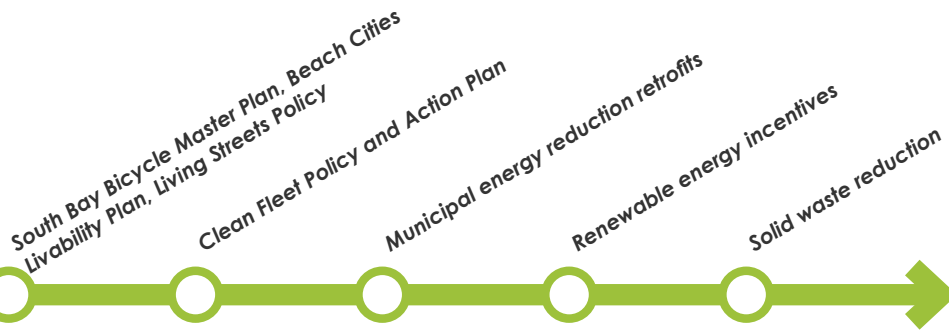 South Bay Bicycle Master Plan, Beach Cities
Livability Plan, Living Streets Policy
Clean Fleet Policy and Action Plan
Municipal energy reduction retrofits
Renewable energy incentives
Solid waste reduction